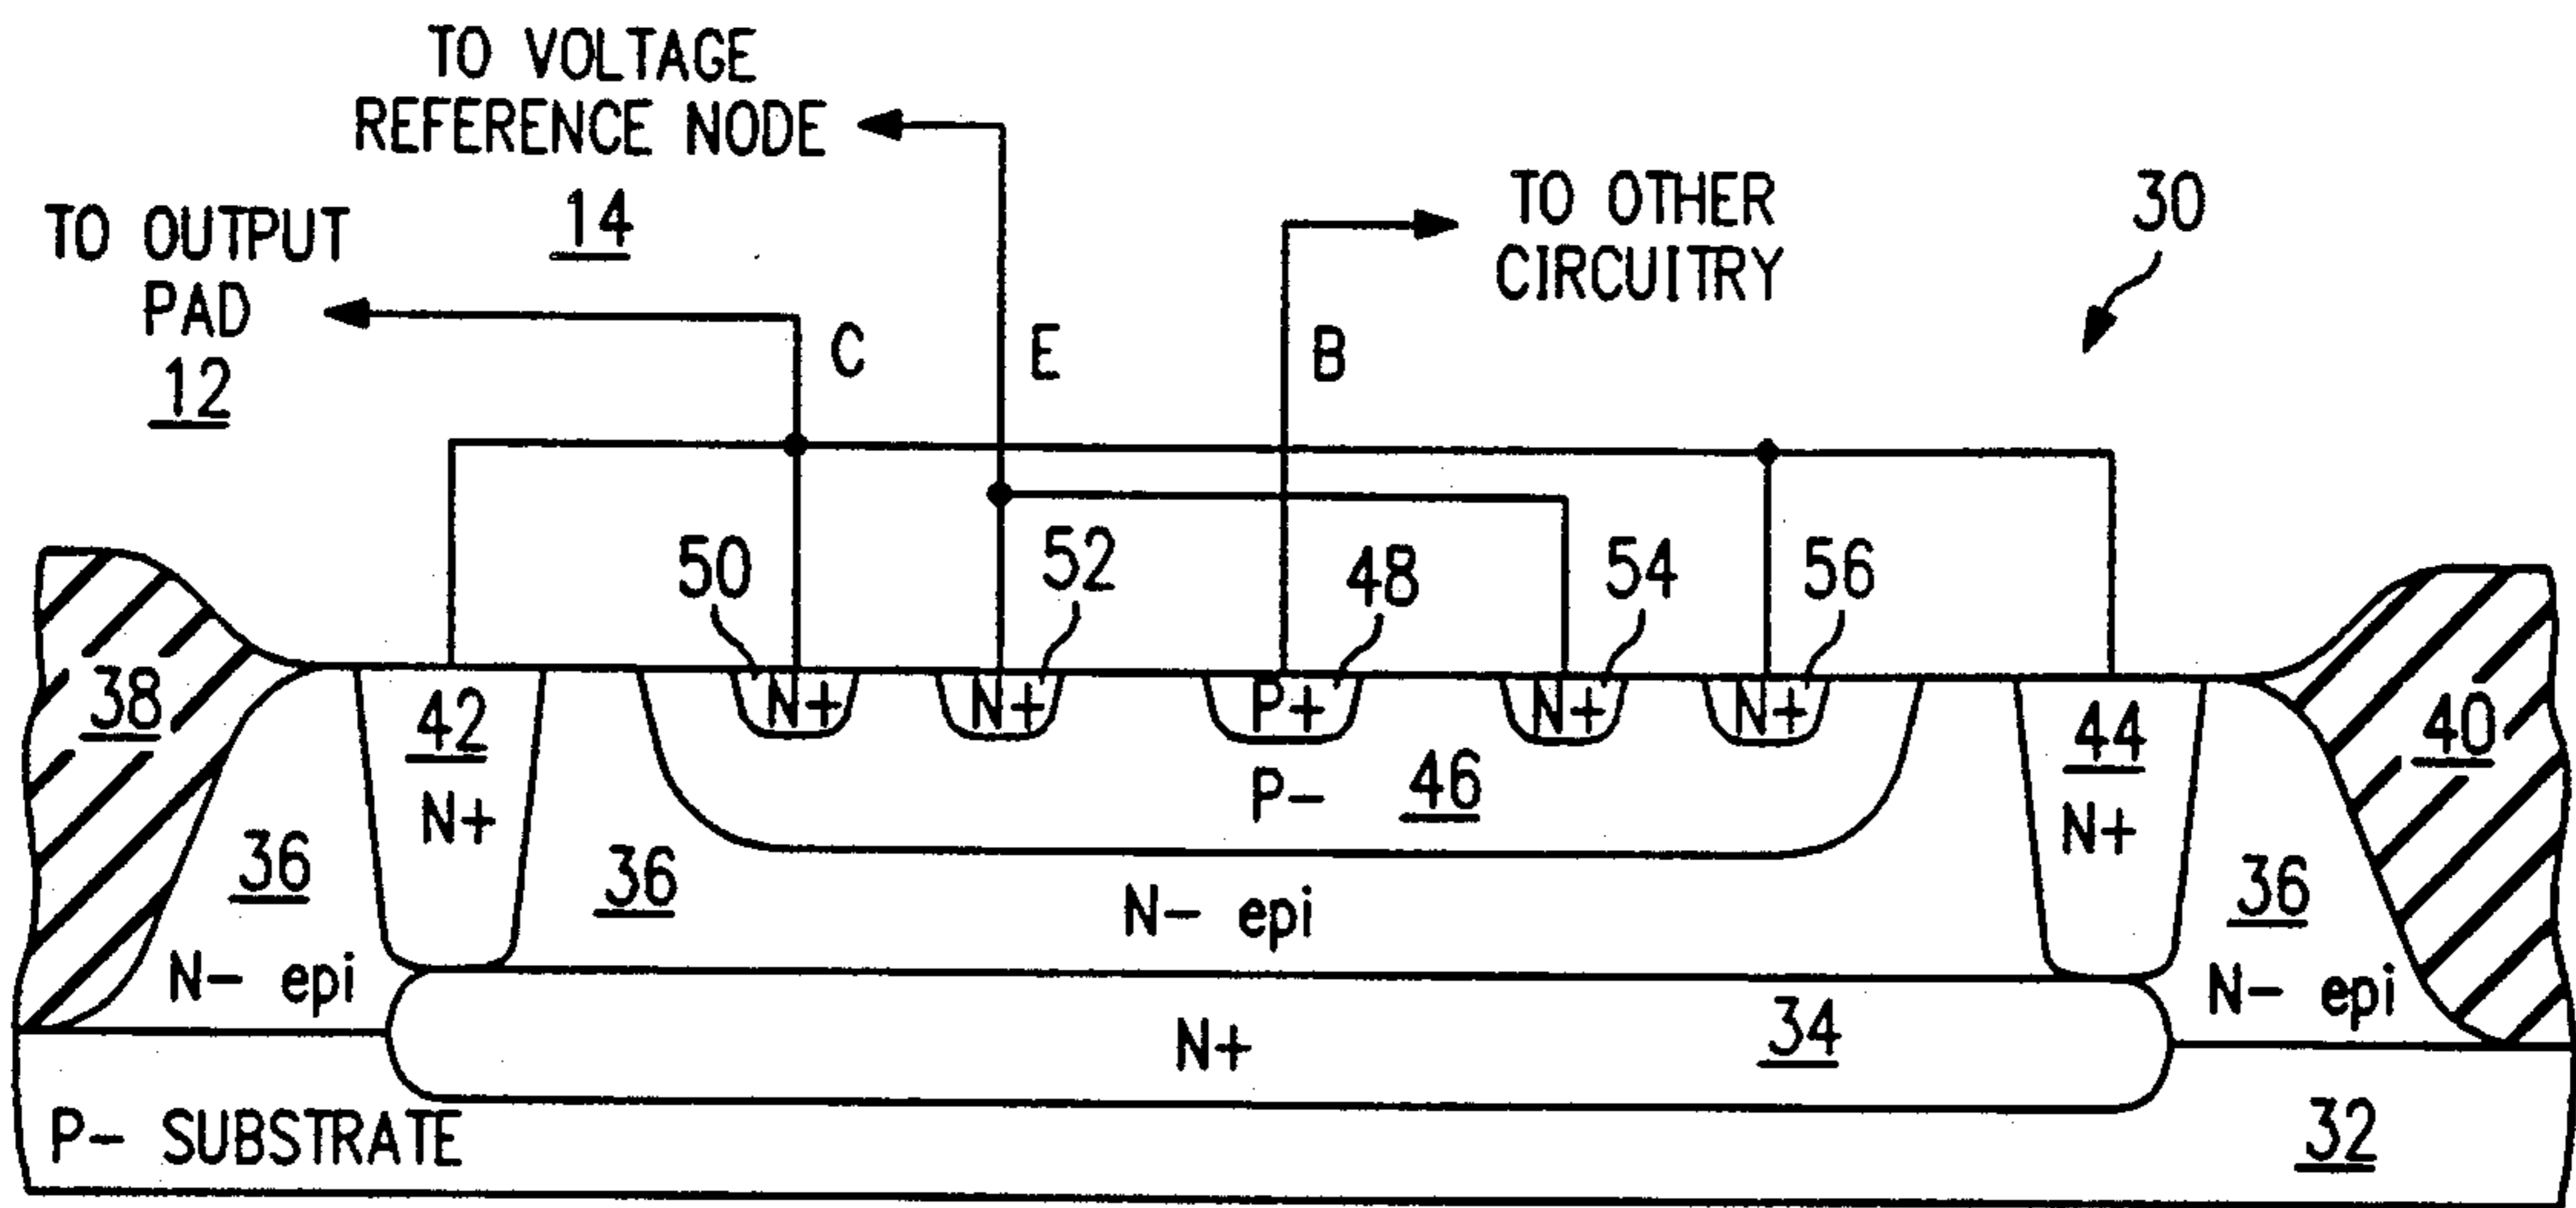 TO VOLTAGE
REFERENCE NODE
14
TO OUTPUT
PAD
12
TO OTHER
CIRCUITRY
30
C
E
B
50
52
48
54
56
38
42
N+
N+
N+
P+
N+
N+
44
N+
40
P-
46
36
N- epi
36
N- epi
36
N- epi
N+
34
P- SUBSTRATE
32